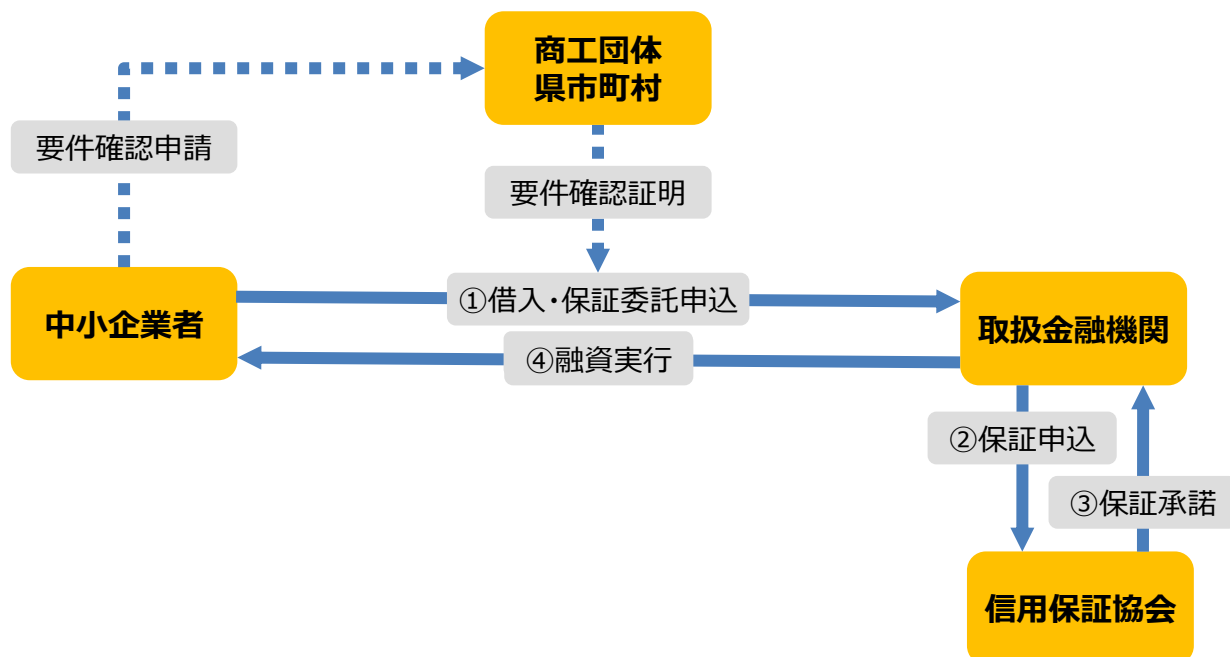 商工団体
県市町村
要件確認申請
要件確認証明
中小企業者
①借入・保証委託申込
取扱金融機関
④融資実行
②保証申込
③保証承諾
信用保証協会